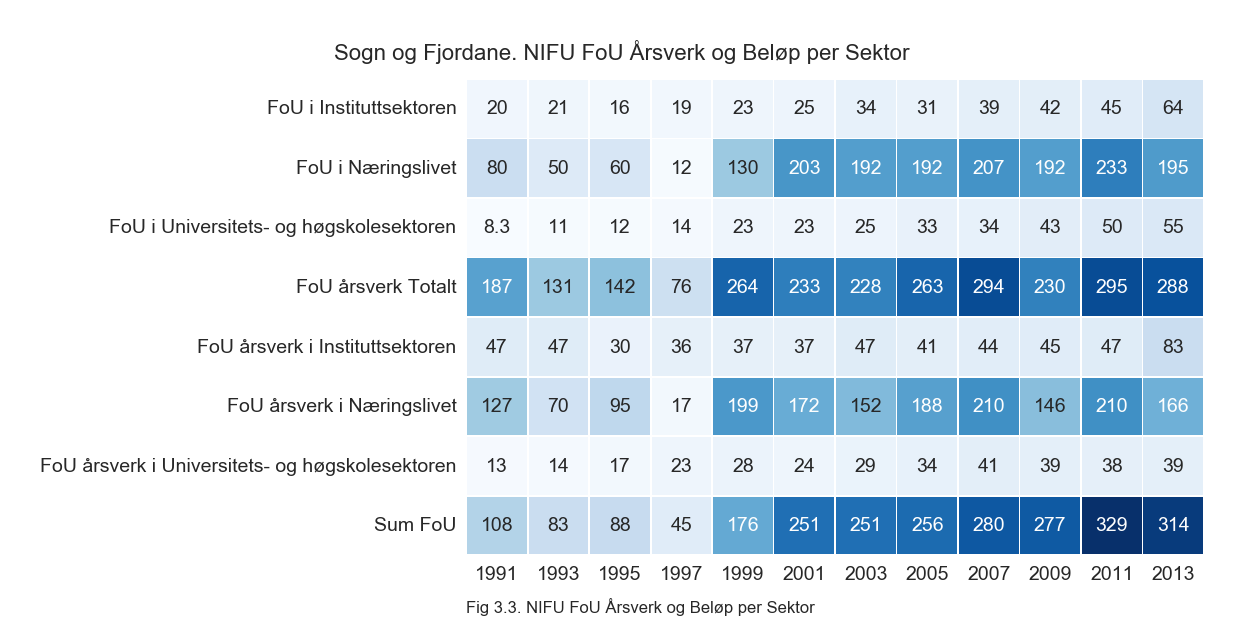 Sogn og Fjordane. NIFU FoU Årsverk og Beløp per Sektor
FoU i Instituttsektoren 20 21 16 19 23 25 34 31 39 42 45 64
FoU i Næringslivet 80 50 60 12 130 203 192 192 207 192 233 195
FoU i Universitets- og høgskolesektoren 8.3 11 12 14 23 23 25 33 34 43 50 55
FoU årsverk Totalt 187 131 142 76 264 233 228 263 294 230 295 288
FoU årsverk i Instituttsektoren 47 47 30 36 37 37 47 41 44 45 47 83
FoU årsverk i Næringslivet 127 70 95 17 199 172 152 188 210 146 210 166
FoU årsverk i Universitets- og høgskolesektoren 13 14 17 23 28 24 29 34 41 39 38 39
Sum FoU 108 83 88 45 176 251 251 256 280 277 329 314
1991 1993 1995 1997 1999 2001 2003 2005 2007 2009 2011 2013
Fig 3.3. NIFU FoU Årsverk og Beløp per Sektor